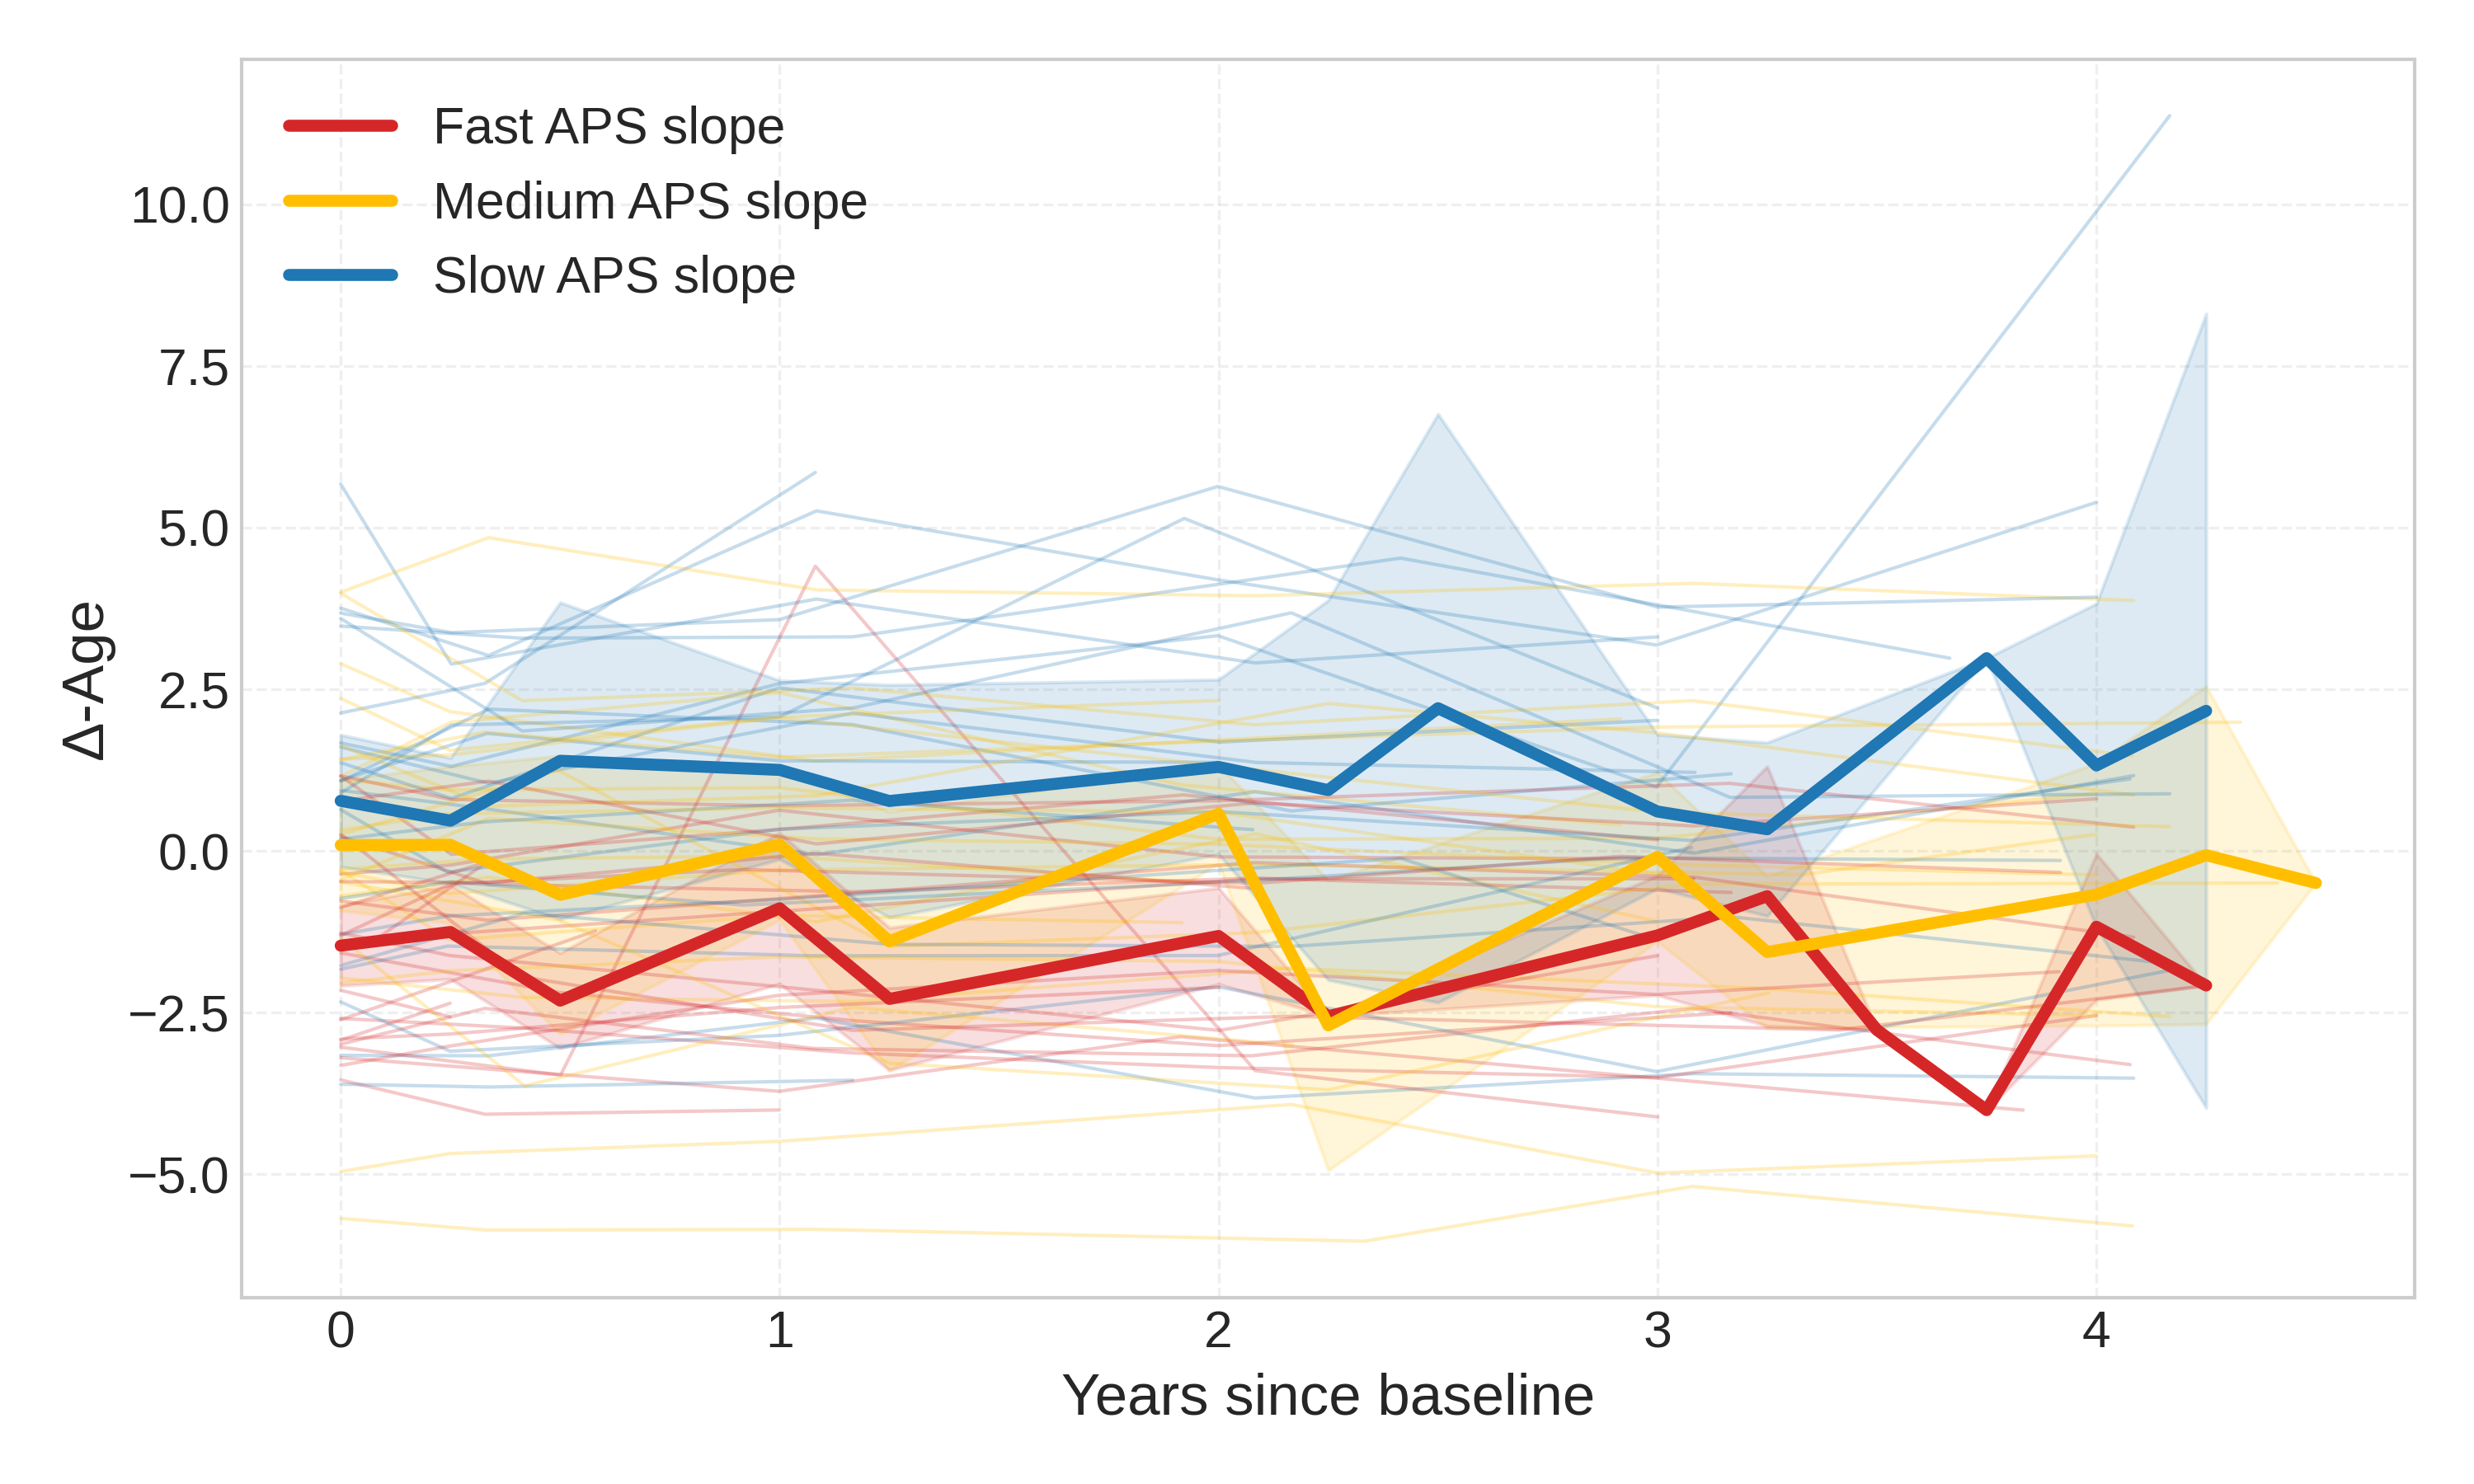 Fast APS slope
Medium APS slope
Slow APS slope
10.0
7.5
5.0
2.5
0.0
−2.5
−5.0
Δ-Age
0 1 2 3 4
Years since baseline